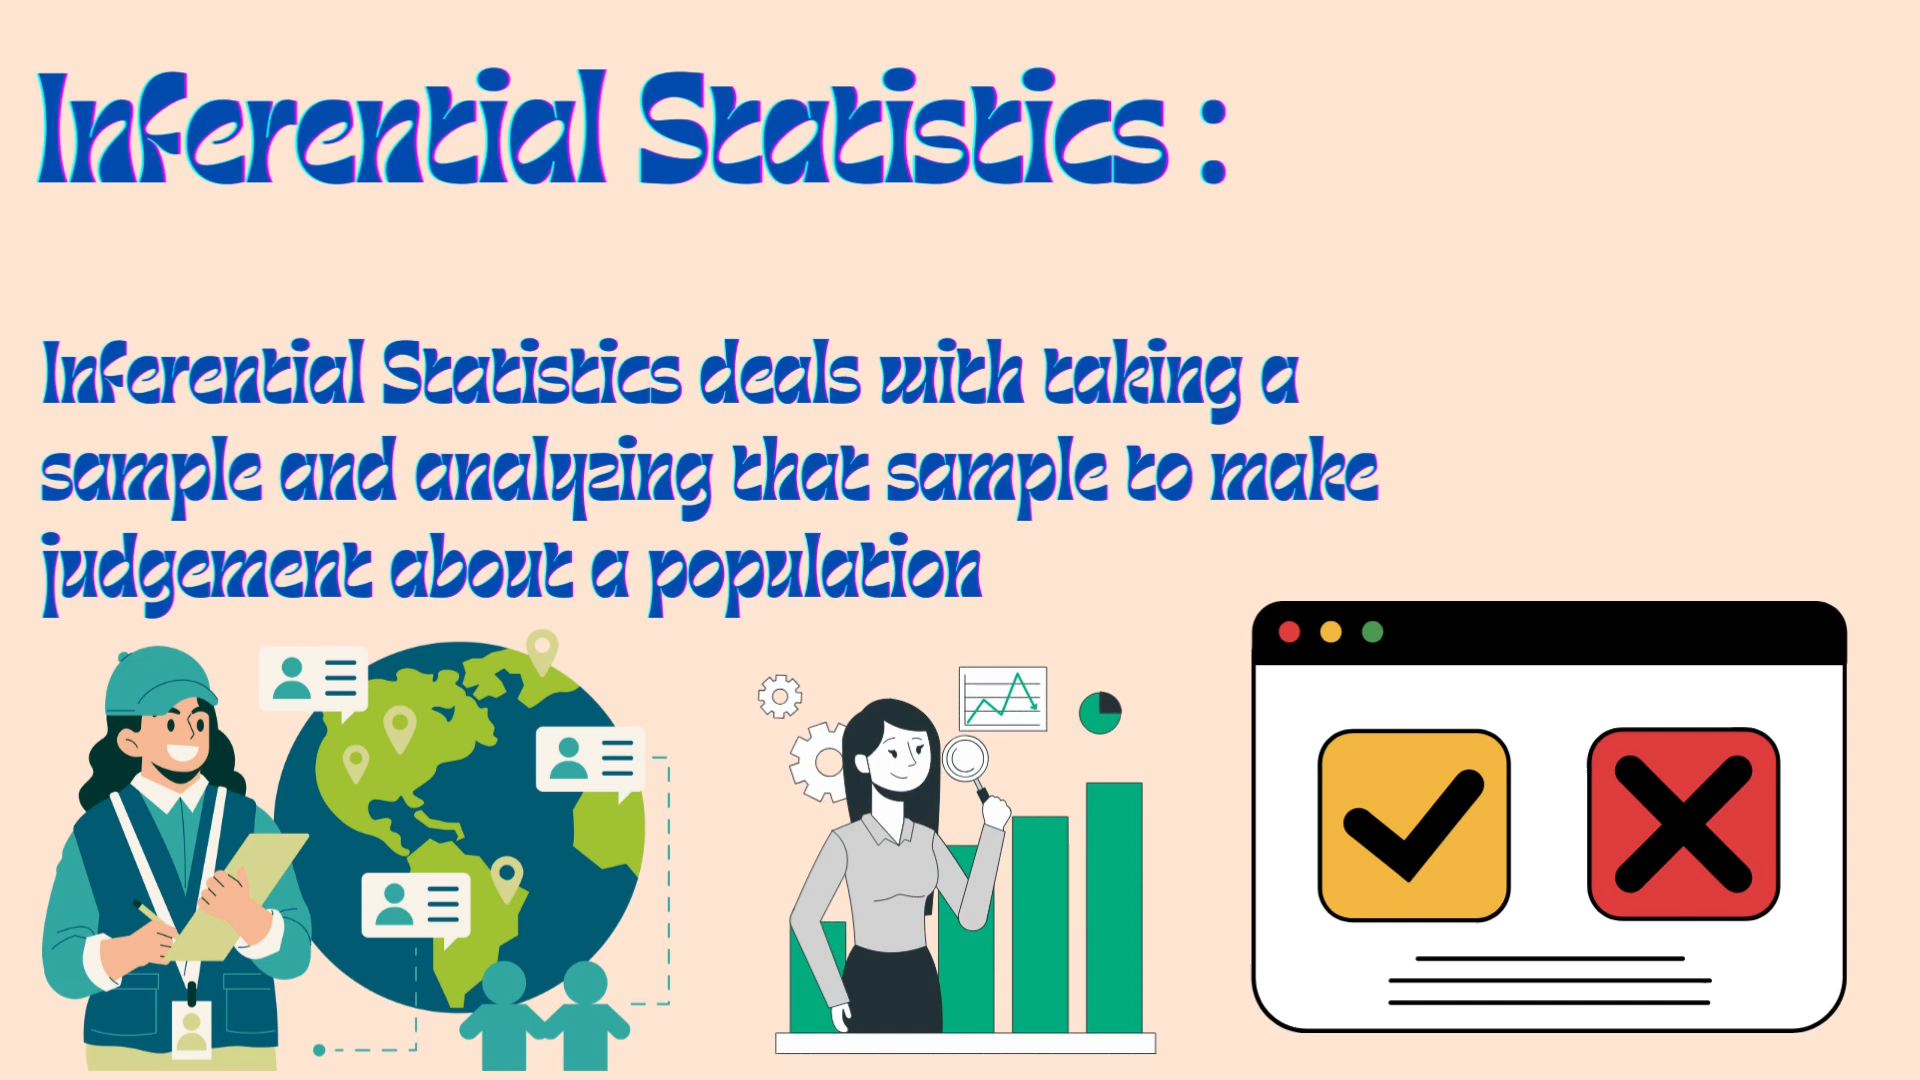 Inferential Statistics :
Inferential Statistics deals with taking a
sample and analyzing that sample to make
judgement about a population